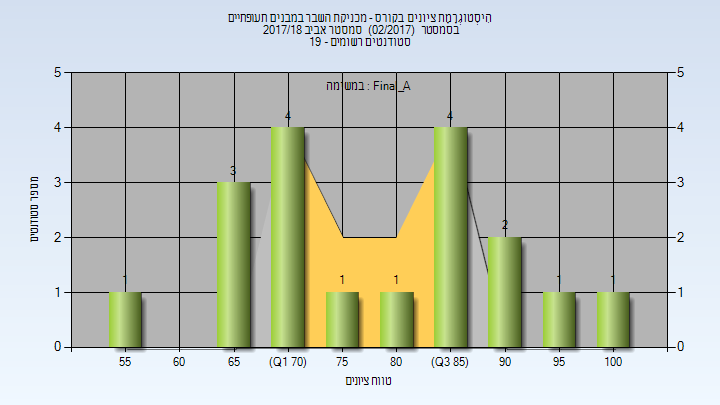 היסטוגרמת ציונים בקורס - מכניקת השבר במבנים תעופתיים
בסמסטר (02/2017) סמסטר אביב 2017/18
סטודנטים רשומים - 19
במשימה : Final_A
5 5
4 4
3 3
2 2
1 1
0 0
מספר סטודנטים
1 3 4 1 1 4 2 1 1
55 60 65 (Q1 70) 75 80 (Q3 85) 90 95 100
טווח ציונים